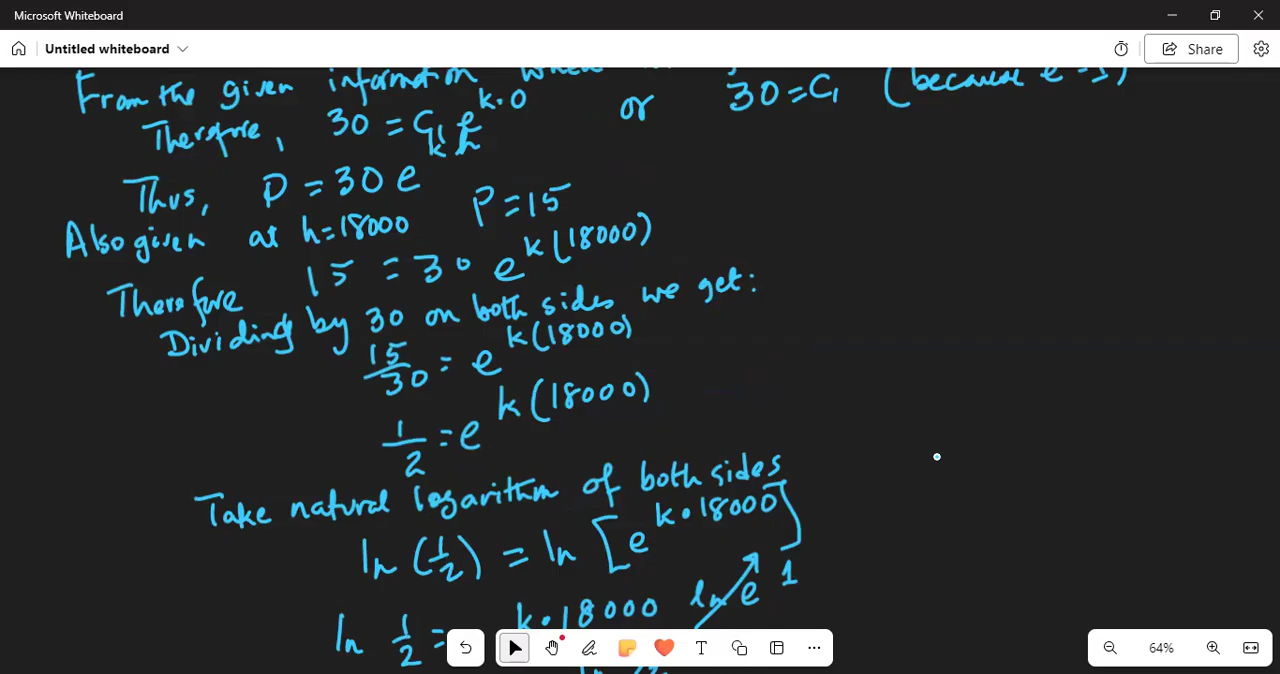 Microsoft Whiteboard
Untitled whiteboard
Share
From the given information when
30 = C₁ (because
Therefore, 30 = C₁ e^{k·0} or
Thus, P = 30 e^{kh}
Also given at h=18000 P=15
Therefore 15 = 30 e^{k(18000)}
Dividing by 30 on both sides we get:
15/30 = e^{k(18000)}
1/2 = e^{k(18000)}
Take natural logarithm of both sides
ln (1/2) = ln [e^{k·18000}]
ln 1/2 = k·18000 ln e 1
64%